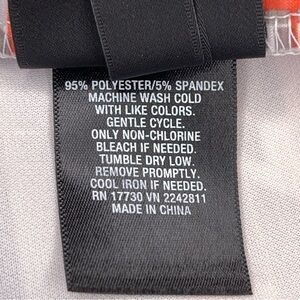 95% POLYESTER/5% SPANDEX
MACHINE WASH COLD
WITH LIKE COLORS.
GENTLE CYCLE.
ONLY NON-CHLORINE
BLEACH IF NEEDED.
TUMBLE DRY LOW.
REMOVE PROMPTLY.
COOL IRON IF NEEDED.
RN 17730 VN 2242811
MADE IN CHINA